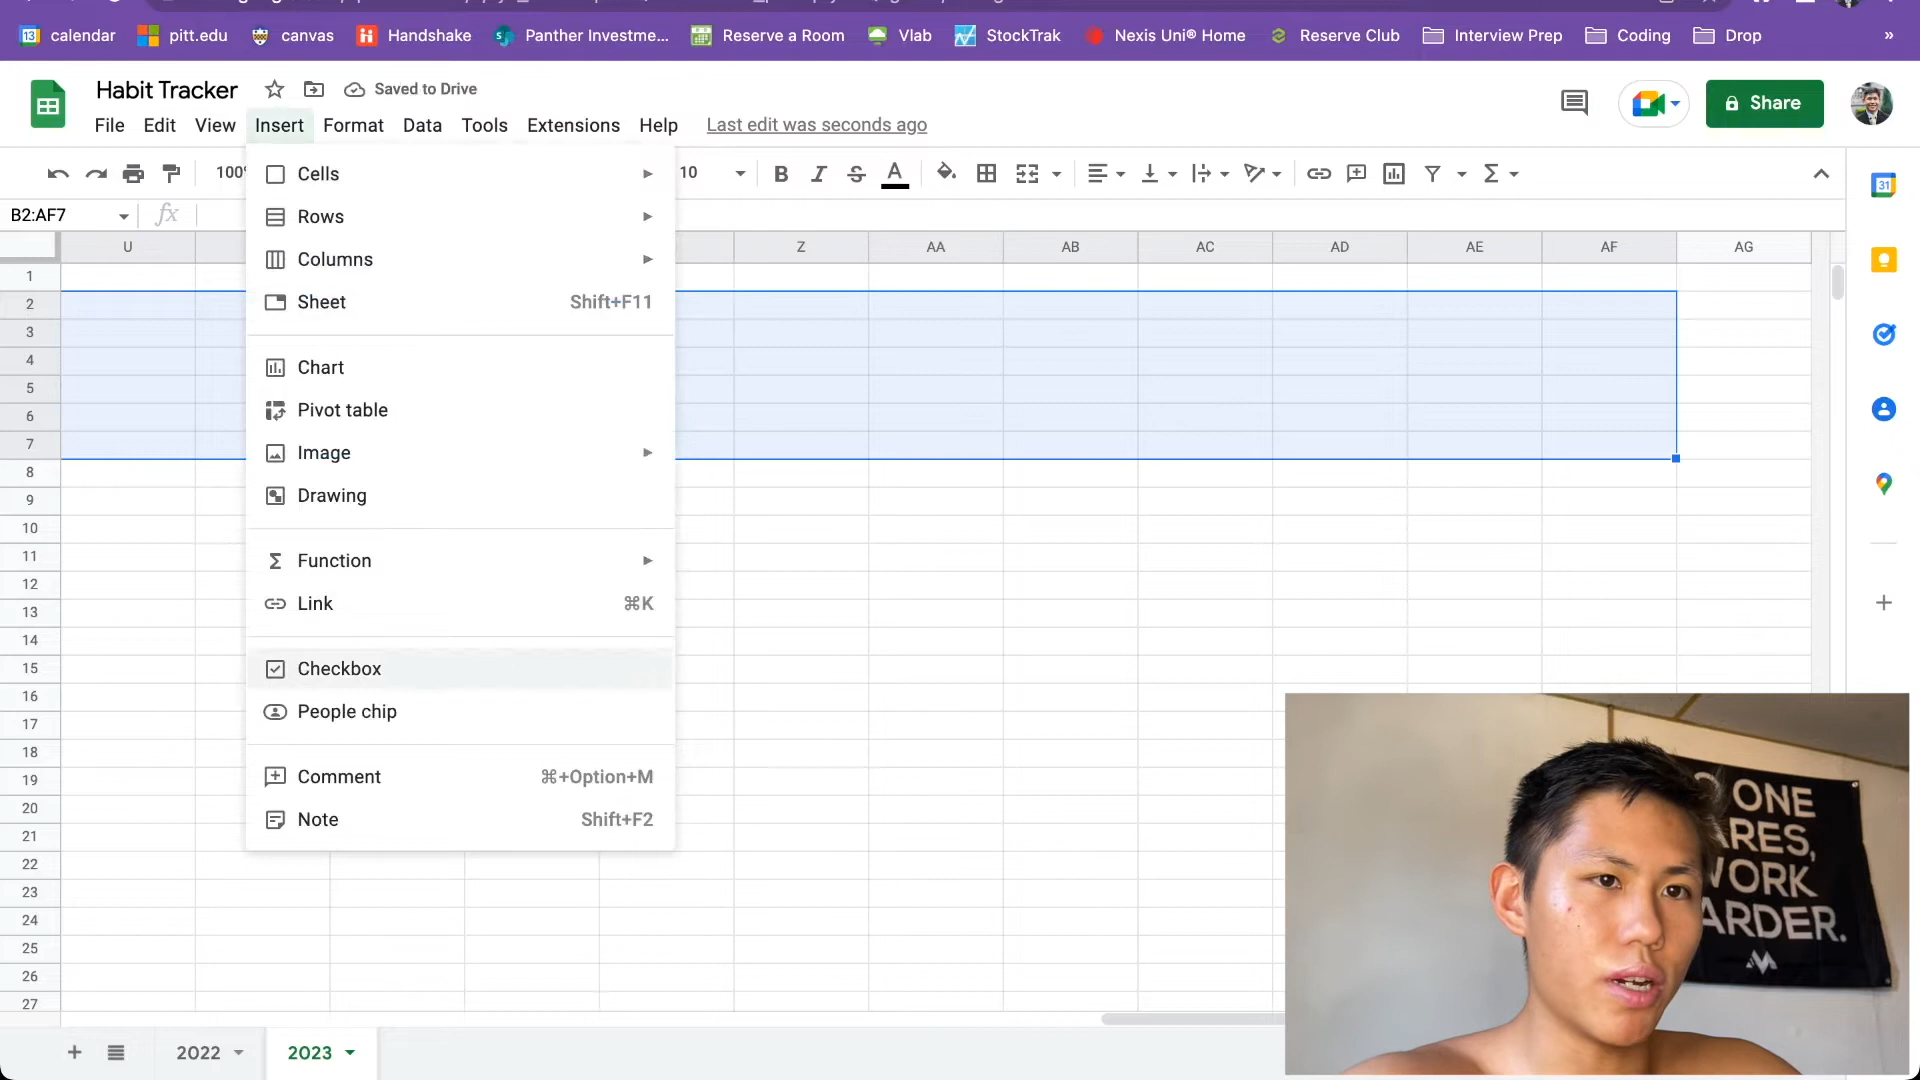 calendar pitt.edu canvas Handshake Panther Investme... Reserve a Room Vlab StockTrak Nexis Uni® Home Reserve Club Interview Prep Coding Drop »
Habit Tracker Saved to Drive
Share
File Edit View Insert Format Data Tools Extensions Help Last edit was seconds ago
100% 10
B2:AF7
U Z AA AB AC AD AE AF AG
Cells
Rows
Columns
Sheet Shift+F11
Chart
Pivot table
Image
Drawing
Function
Link ⌘K
Checkbox
People chip
Comment ⌘+Option+M
Note Shift+F2
1
2
3
4
5
6
7
8
9
10
11
12
13
14
15
16
17
18
19
20
21
22
23
24
25
26
27
31
ONE
WORK
2022 2023